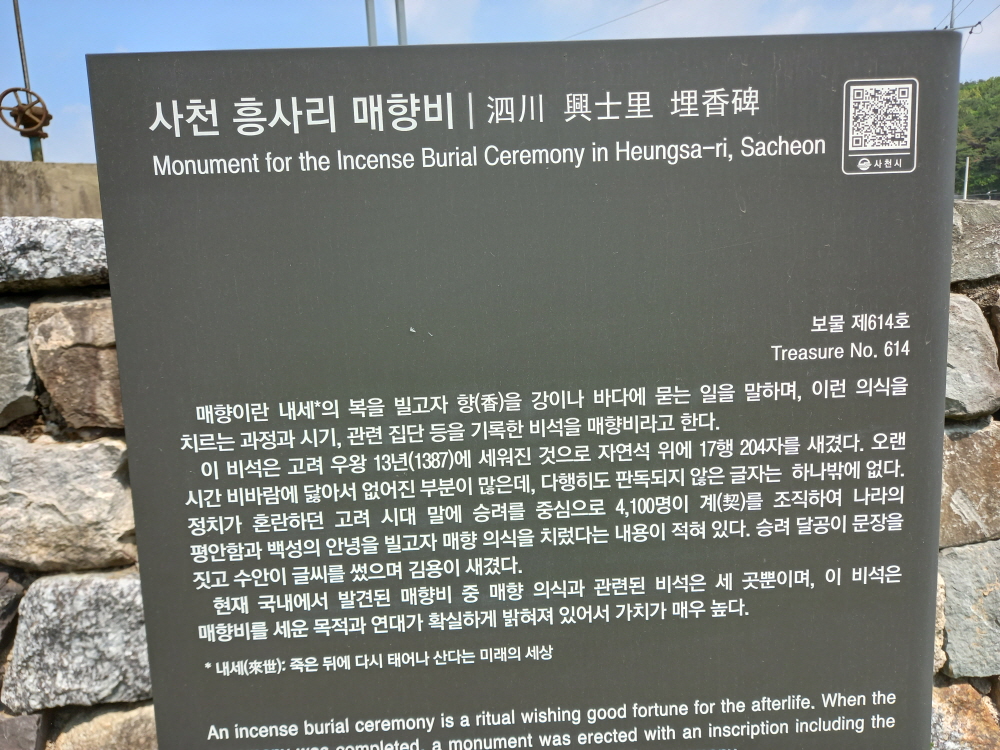 사천 흥사리 매향비 | 泗川 興士里 埋香碑
Monument for the Incense Burial Ceremony in Heungsa-ri, Sacheon
사천시
보물 제614호
Treasure No. 614
매향이란 내세*의 복을 빌고자 향(香)을 강이나 바다에 묻는 일을 말하며, 이런 의식을
치르는 과정과 시기, 관련 집단 등을 기록한 비석을 매향비라고 한다.
이 비석은 고려 우왕 13년(1387)에 세워진 것으로 자연석 위에 17행 204자를 새겼다. 오랜
시간 비바람에 닳아서 없어진 부분이 많은데, 다행히도 판독되지 않은 글자는 하나밖에 없다.
정치가 혼란하던 고려 시대 말에 승려를 중심으로 4,100명이 계(契)를 조직하여 나라의
평안함과 백성의 안녕을 빌고자 매향 의식을 치렀다는 내용이 적혀 있다. 승려 달공이 문장을
짓고 수안이 글씨를 썼으며 김용이 새겼다.
현재 국내에서 발견된 매향비 중 매향 의식과 관련된 비석은 세 곳뿐이며, 이 비석은
매향비를 세운 목적과 연대가 확실하게 밝혀져 있어서 가치가 매우 높다.
* 내세(來世): 죽은 뒤에 다시 태어나 산다는 미래의 세상
An incense burial ceremony is a ritual wishing good fortune for the afterlife. When the
was completed, a monument was erected with an inscription including the